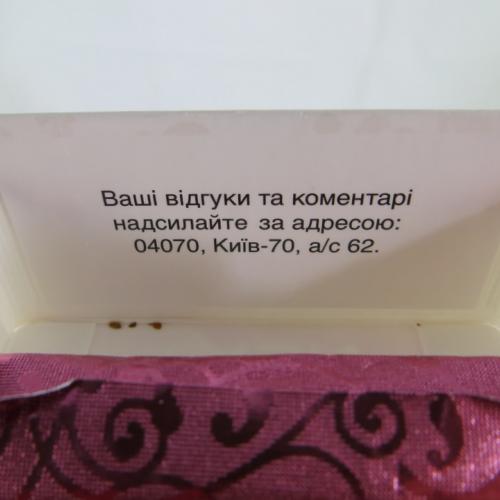 Ваші відгуки та коментарі
надсилайте за адресою:
04070, Київ-70, а/с 62.